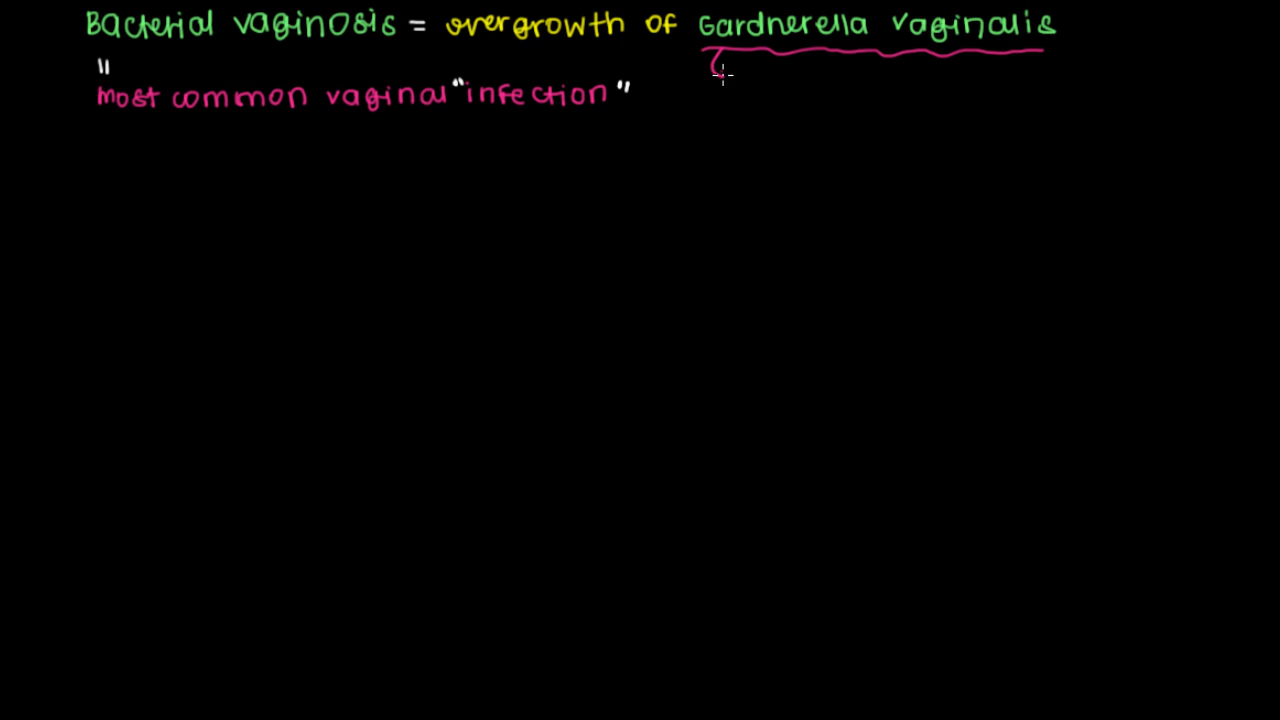 Bacterial vaginosis = overgrowth of Gardnerella vaginalis
"
most common vaginal "infection"